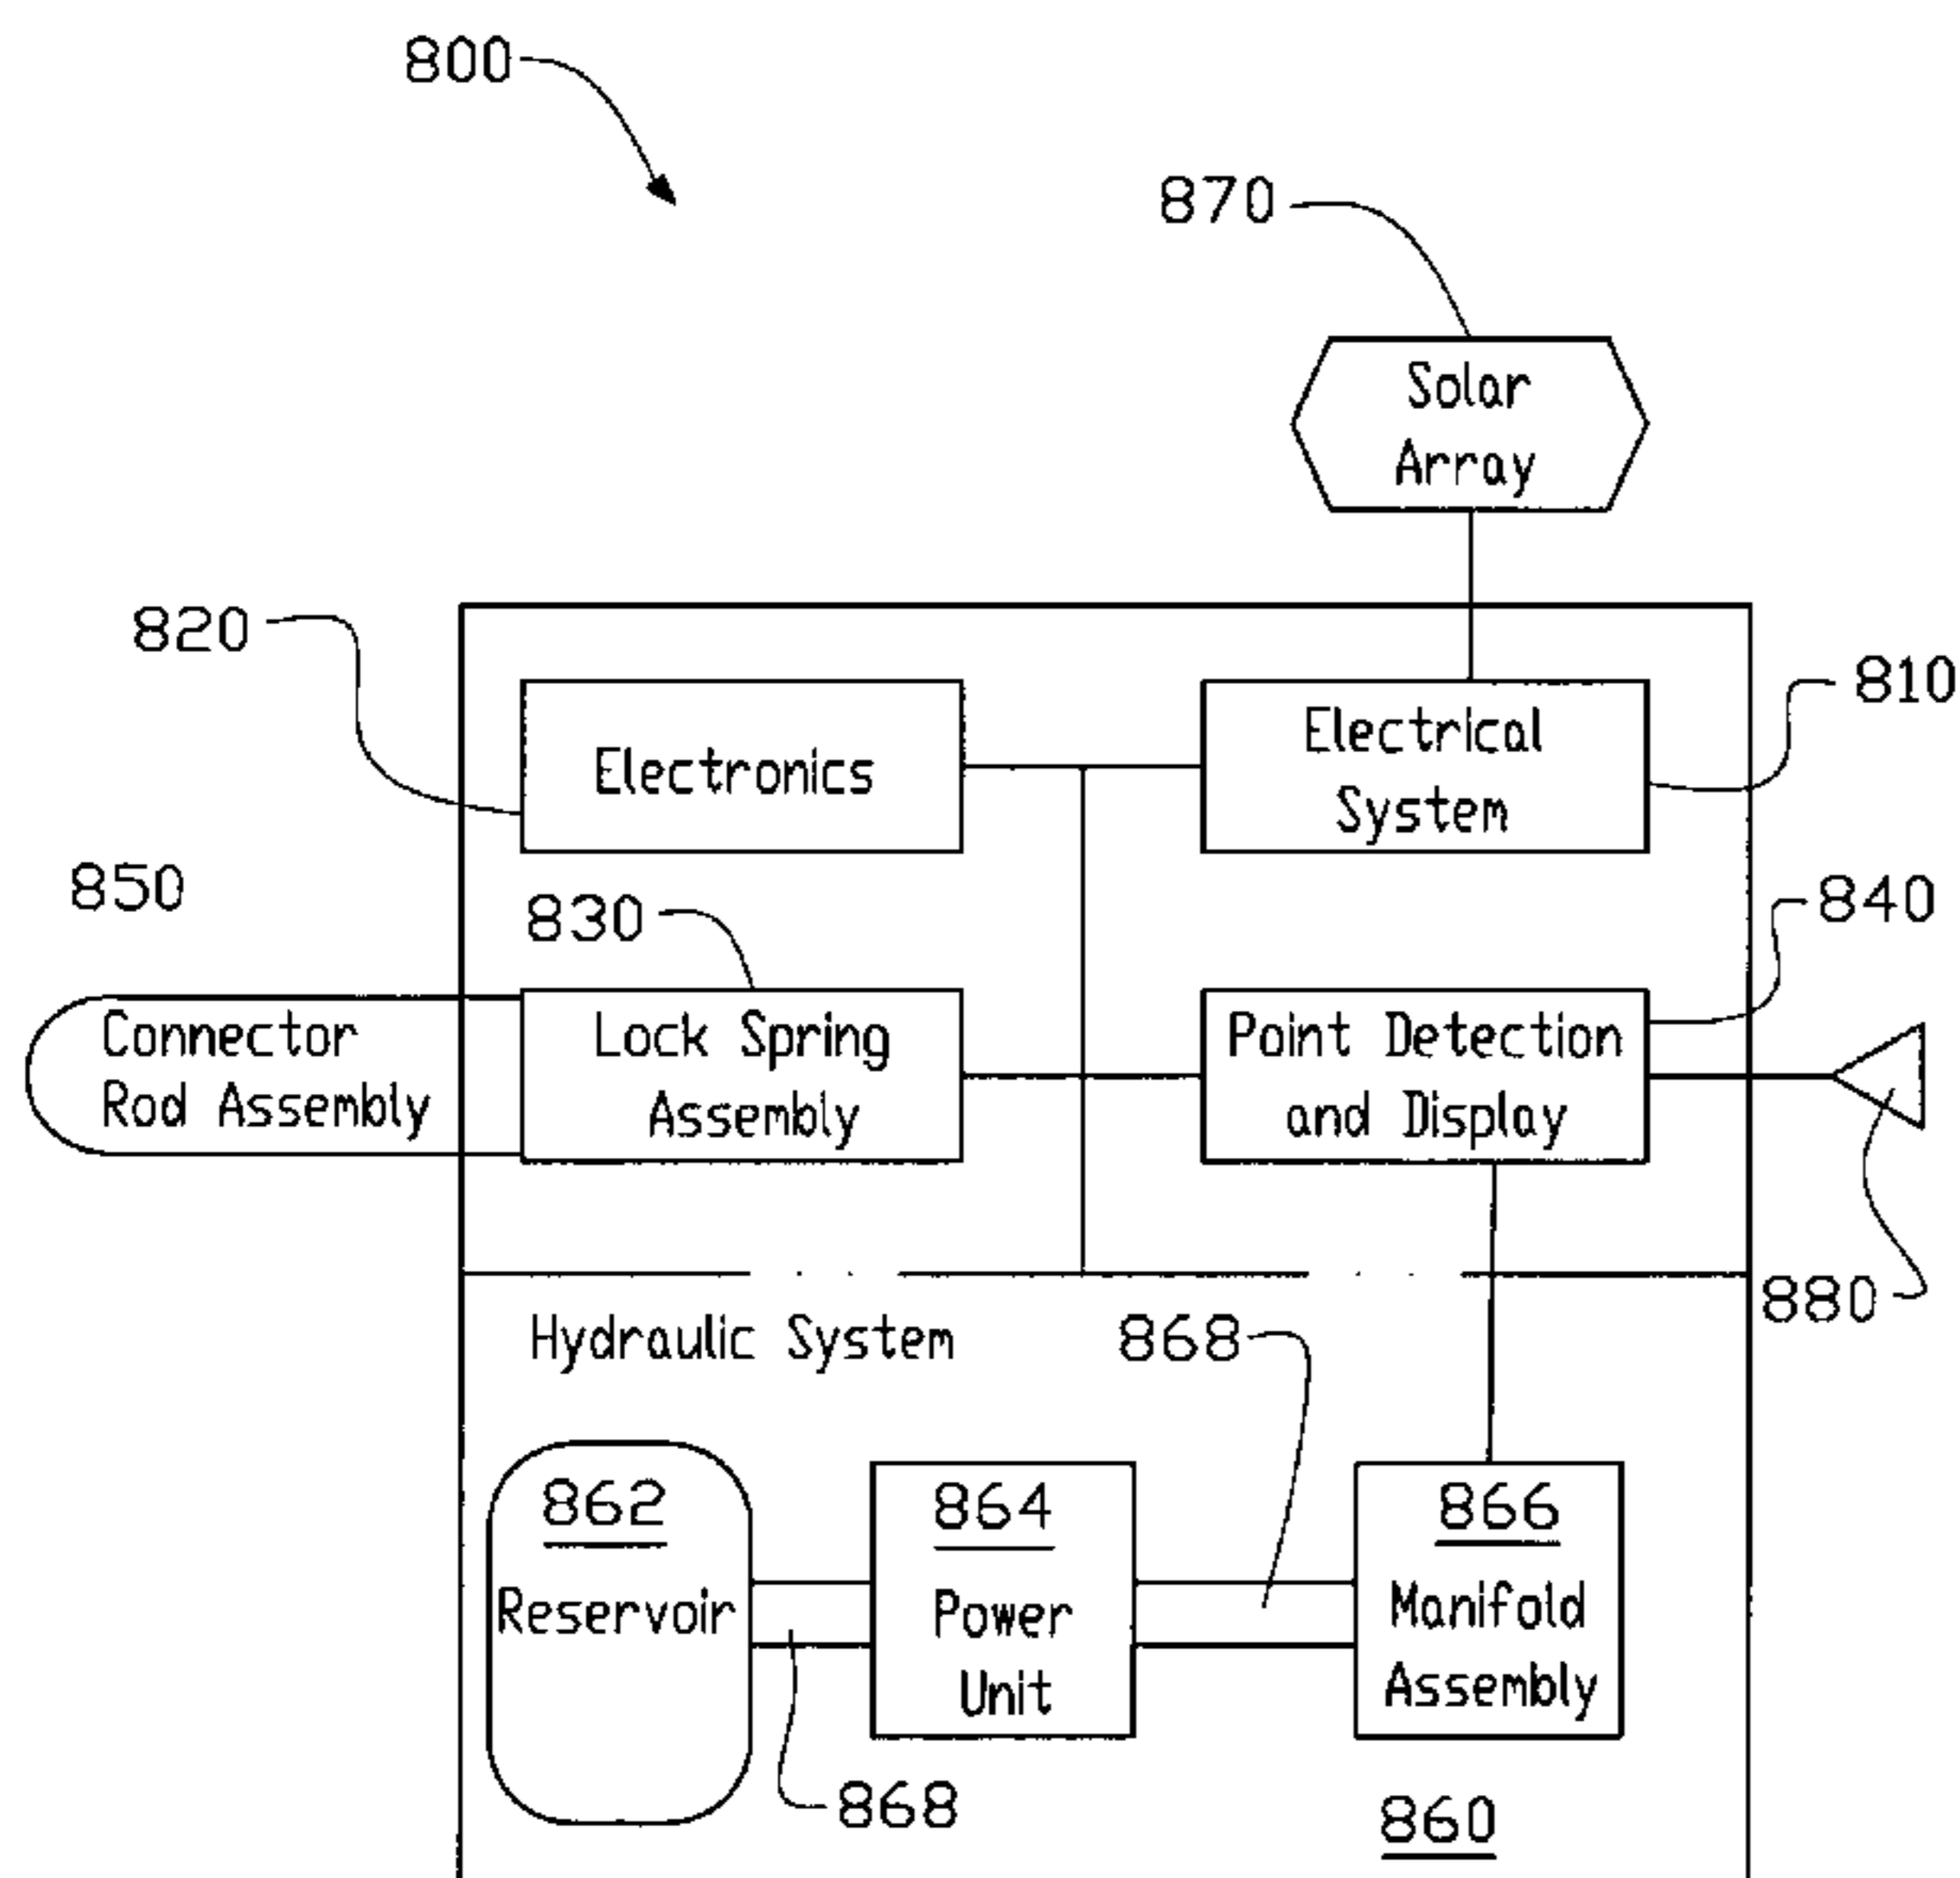 800
870
Solar
Array
820
810
Electronics
Electrical
System
850
830
840
Connector
Rod Assembly
Lock Spring
Assembly
Point Detection
and Display
880
Hydraulic System
868
862
Reservoir
864
Power
Unit
866
Manifold
Assembly
868
860